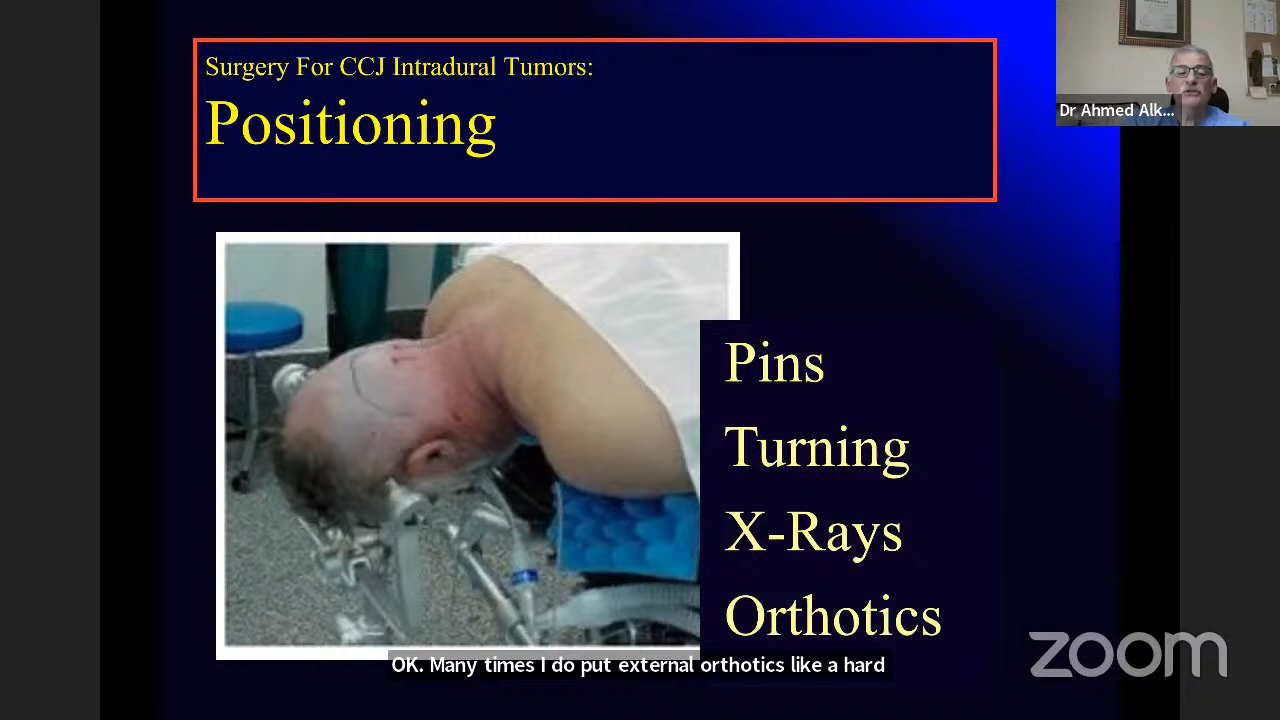 Surgery For CCJ Intradural Tumors:
Positioning
Dr Ahmed Alk...
Pins
Turning
X-Rays
Orthotics
OK. Many times I do put external orthotics like a hard
zoom